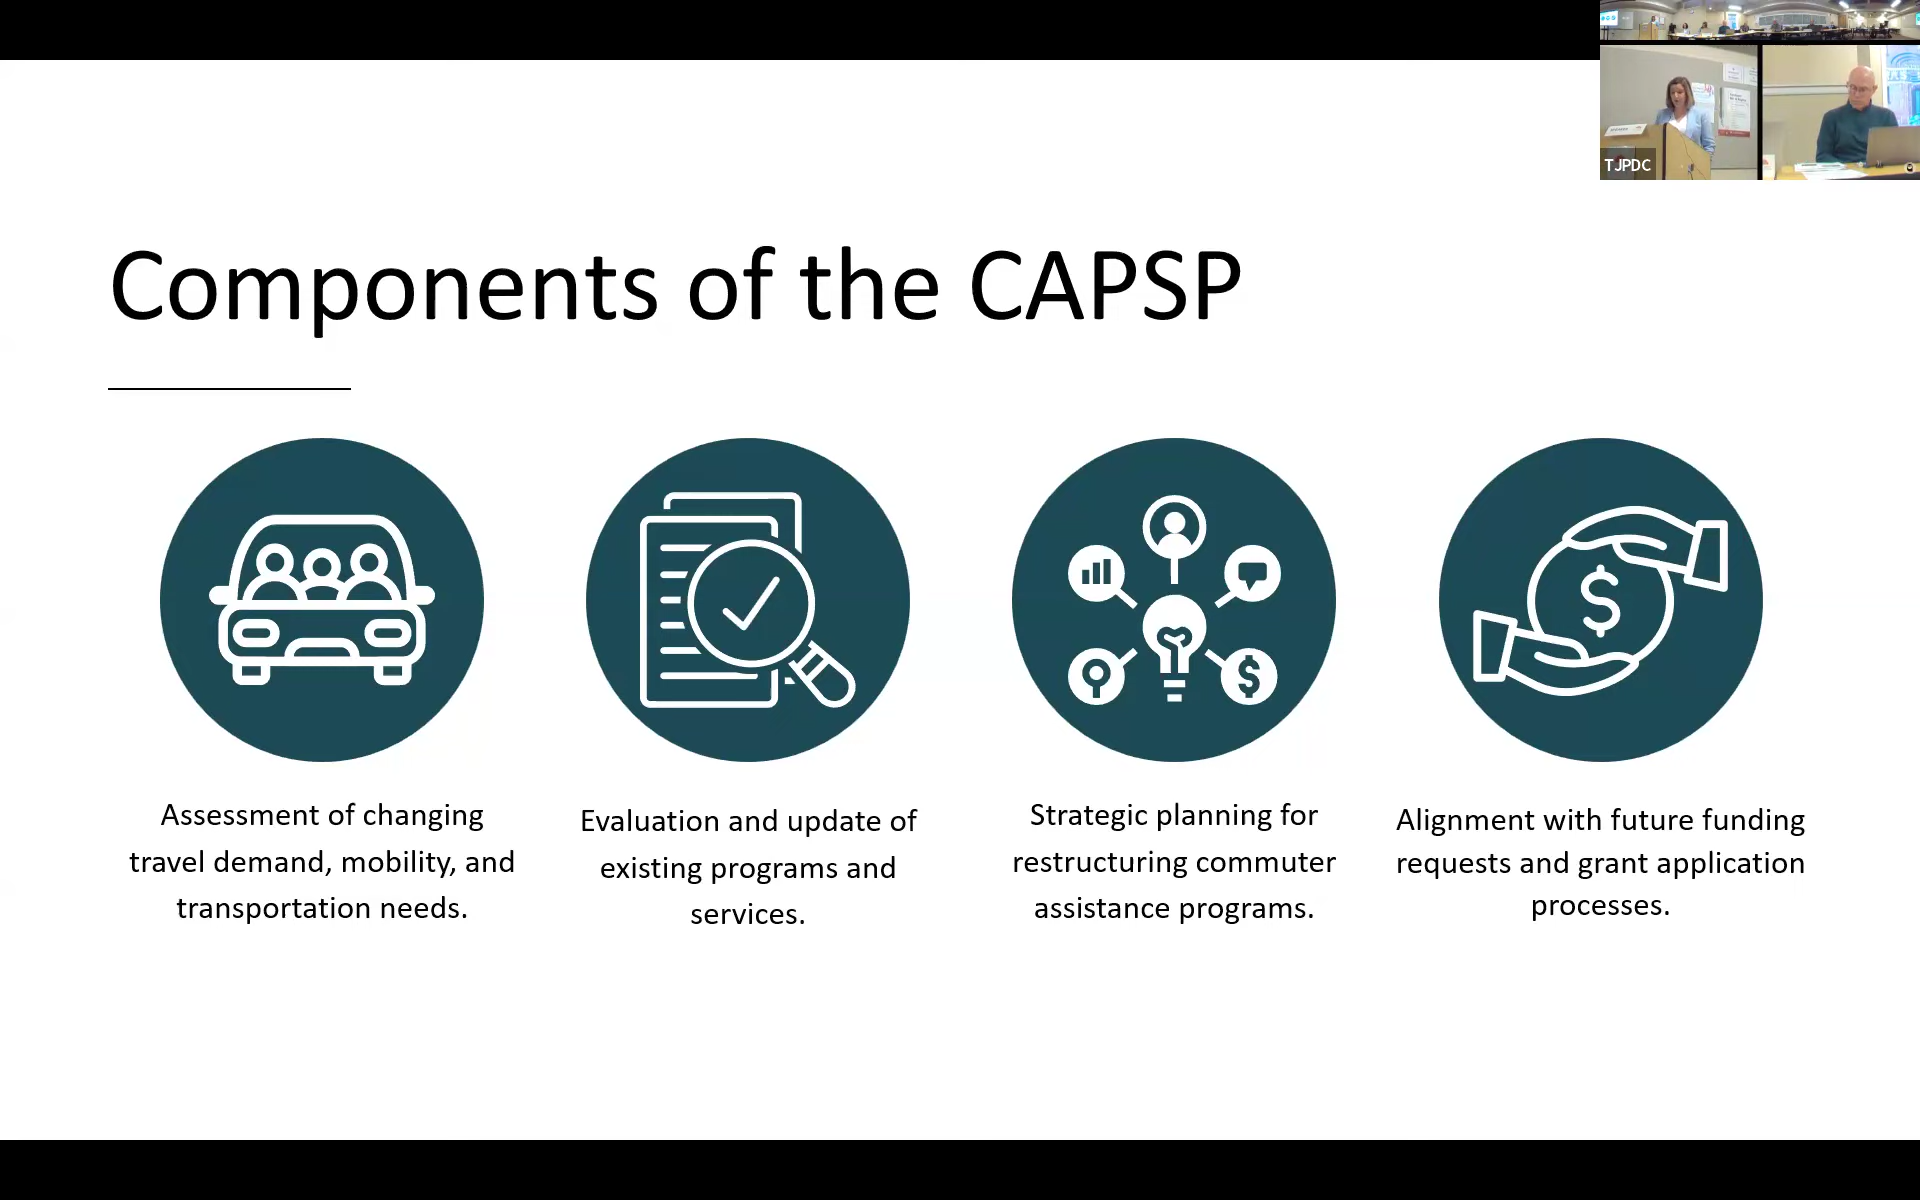 TJPDC
Components of the CAPSP
Assessment of changing
travel demand, mobility, and
transportation needs.
Evaluation and update of
existing programs and
services.
Strategic planning for
restructuring commuter
assistance programs.
Alignment with future funding
requests and grant application
processes.